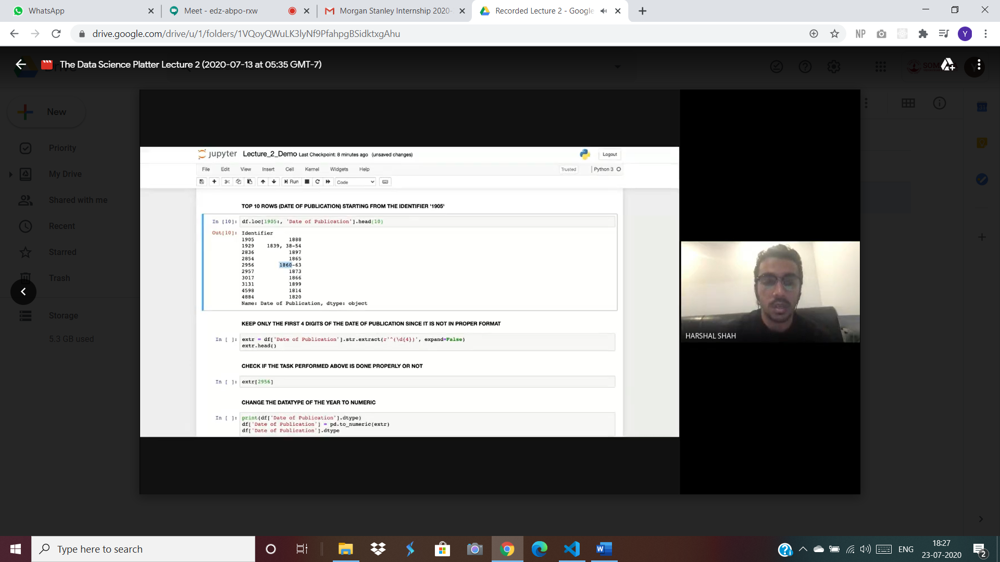 WhatsApp
Meet - edz-abpo-rxw
Morgan Stanley Internship 2020-
Recorded Lecture 2 - Google
drive.google.com/drive/u/1/folders/1VQoyQWuLK3lyNf9PfahpgBSidktxgAhu
NP
Y
The Data Science Platter Lecture 2 (2020-07-13 at 05:35 GMT-7)
New
Priority
My Drive
Shared with me
Recent
Starred
Trash
Storage
5.3 GB used
jupyter Lecture_2_Demo Last Checkpoint: 8 minutes ago (unsaved changes)
Logout
File Edit View Insert Cell Kernel Widgets Help
Trusted
Python 3
Run
Code
TOP 10 ROWS (DATE OF PUBLICATION) STARTING FROM THE IDENTIFIER '1905'
In [10]: df.loc[1905:, 'Date of Publication'].head(10)
Out[10]: Identifier
1905 1888
1929 1839, 38-54
2836 1897
2854 1865
2956 1860-63
2957 1873
3017 1866
3131 1899
4598 1814
4884 1820
Name: Date of Publication, dtype: object
KEEP ONLY THE FIRST 4 DIGITS OF THE DATE OF PUBLICATION SINCE IT IS NOT IN PROPER FORMAT
In [ ]: extr = df['Date of Publication'].str.extract(r'^(\d{4})', expand=False)
extr.head()
CHECK IF THE TASK PERFORMED ABOVE IS DONE PROPERLY OR NOT
In [ ]: extr[2956]
CHANGE THE DATATYPE OF THE YEAR TO NUMERIC
In [ ]: print(df['Date of Publication'].dtype)
df['Date of Publication'] = pd.to_numeric(extr)
df['Date of Publication'].dtype
HARSHAL SHAH
Type here to search
ENG
18:27
23-07-2020
2